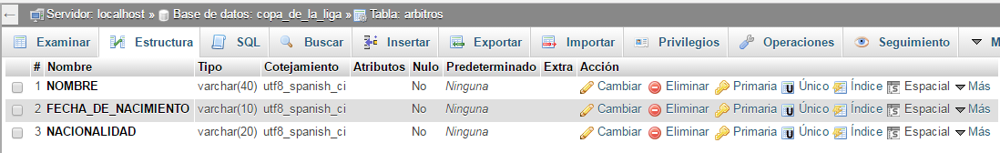 Servidor: localhost » Base de datos: copa_de_la_liga » Tabla: arbitros
Examinar Estructura SQL Buscar Insertar Exportar Importar Privilegios Operaciones Seguimiento M
# Nombre Tipo Cotejamiento Atributos Nulo Predeterminado Extra Acción
1 NOMBRE varchar(40) utf8_spanish_ci No Ninguna Cambiar Eliminar Primaria Único Índice Espacial Más
2 FECHA_DE_NACIMIENTO varchar(10) utf8_spanish_ci No Ninguna Cambiar Eliminar Primaria Único Índice Espacial Más
3 NACIONALIDAD varchar(20) utf8_spanish_ci No Ninguna Cambiar Eliminar Primaria Único Índice Espacial Más